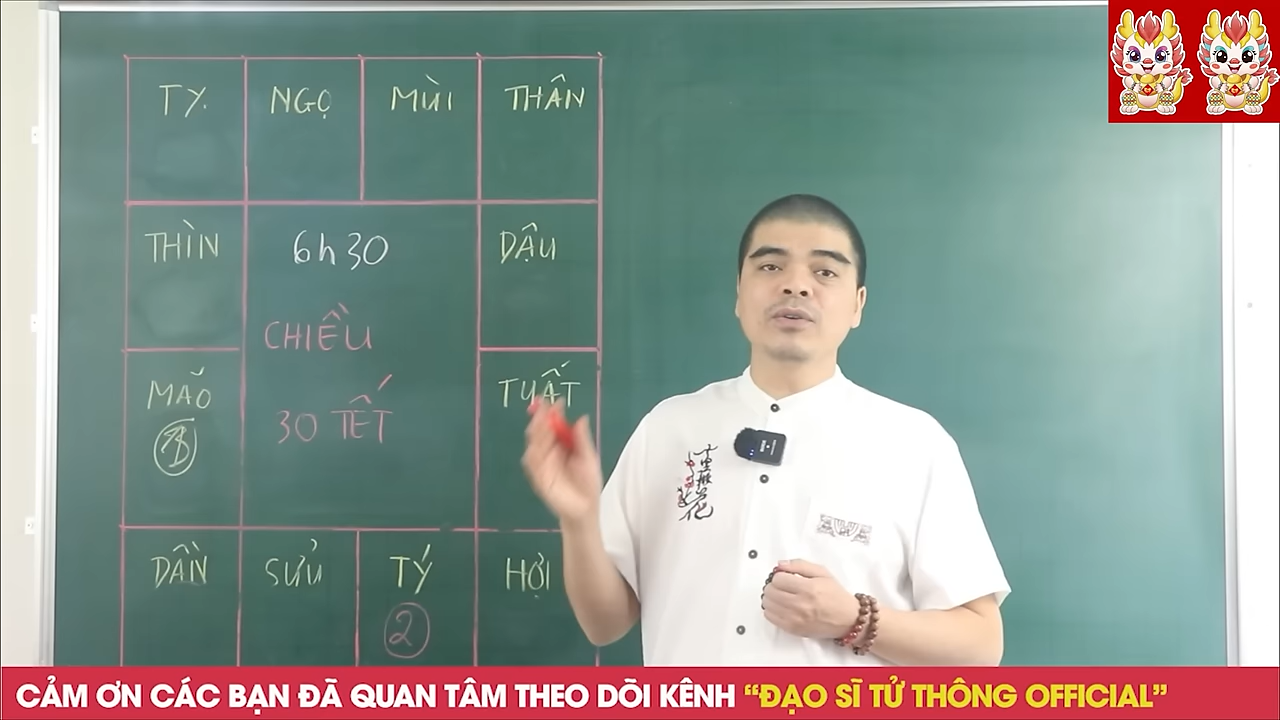 TỴ
NGỌ
MÙI
THÂN
THÌN
6h30
DẬU
CHIỀU
30 TẾT
MÃO
TUẤT
DẦN
SỬU
TÝ
HỢI
2
CẢM ƠN CÁC BẠN ĐÃ QUAN TÂM THEO DÕI KÊNH “ĐẠO SĨ TỬ THÔNG OFFICIAL”